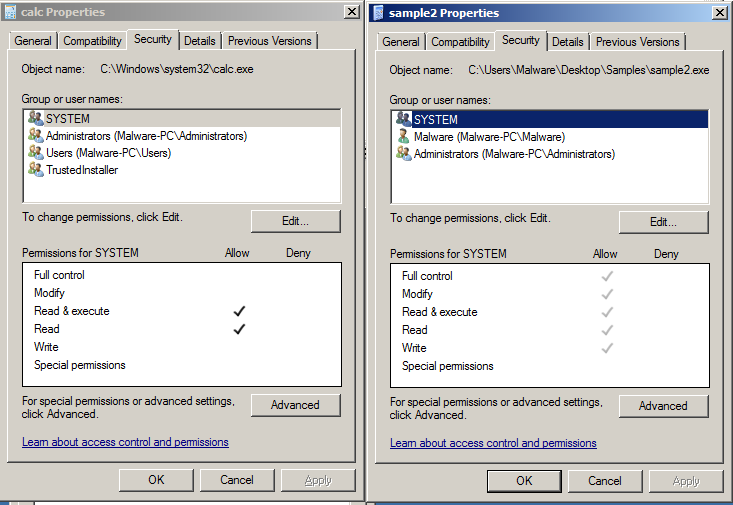 calc Properties
General Compatibility Security Details Previous Versions
Object name: C:\Windows\system32\calc.exe
Group or user names:
SYSTEM
Administrators (Malware-PC\Administrators)
Users (Malware-PC\Users)
TrustedInstaller
To change permissions, click Edit.
Edit...
Permissions for SYSTEM Allow Deny
Full control
Modify
Read & execute
Read
Write
Special permissions
For special permissions or advanced settings,
click Advanced.
Advanced
Learn about access control and permissions
OK Cancel Apply
sample2 Properties
General Compatibility Security Details Previous Versions
Object name: C:\Users\Malware\Desktop\Samples\sample2.exe
Group or user names:
SYSTEM
Malware (Malware-PC\Malware)
Administrators (Malware-PC\Administrators)
To change permissions, click Edit.
Edit...
Permissions for SYSTEM Allow Deny
Full control
Modify
Read & execute
Read
Write
Special permissions
For special permissions or advanced settings,
click Advanced.
Advanced
Learn about access control and permissions
OK Cancel Apply